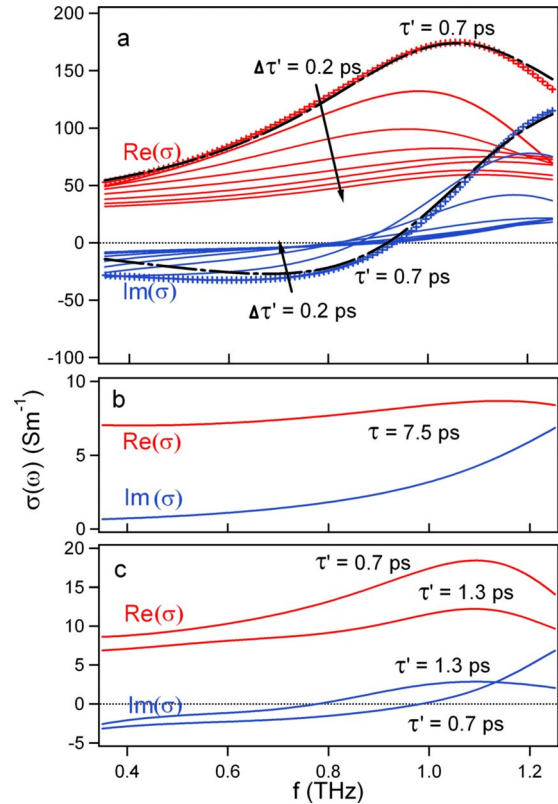 200
a
τ' = 0.7 ps
150
Δτ' = 0.2 ps
100
Re(σ)
50
0
Im(σ)
τ' = 0.7 ps
-50
Δτ' = 0.2 ps
-100
10
b
Re(σ)
τ = 7.5 ps
5
Im (σ)
0
σ(ω) (Sm⁻¹)
20
c
τ' = 0.7 ps
15
Re(σ)
τ' = 1.3 ps
10
5
τ' = 1.3 ps
Im(σ)
0
τ' = 0.7 ps
-5
0.4 0.6 0.8 1.0 1.2
f (THz)